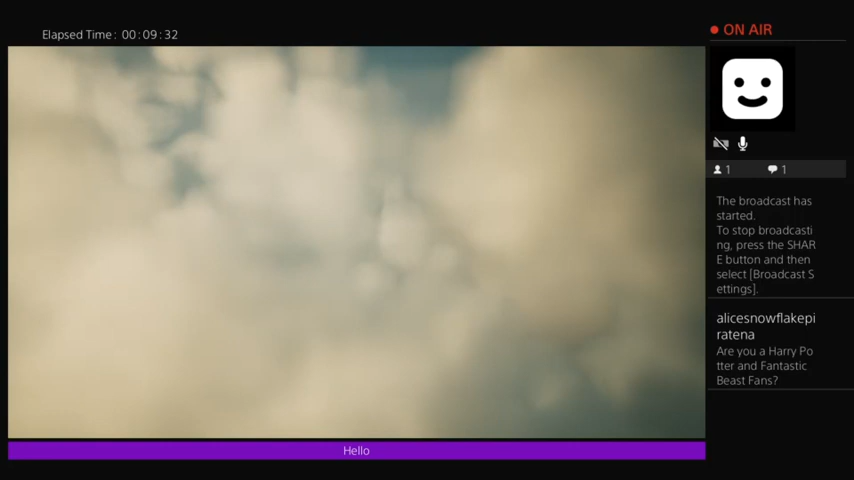 Elapsed Time: 00:09:32
ON AIR
1 1
The broadcast has
started.
To stop broadcasti
ng, press the SHAR
E button and then
select [Broadcast S
ettings].
alicesnowflakepi
ratena
Are you a Harry Po
tter and Fantastic
Beast Fans?
Hello